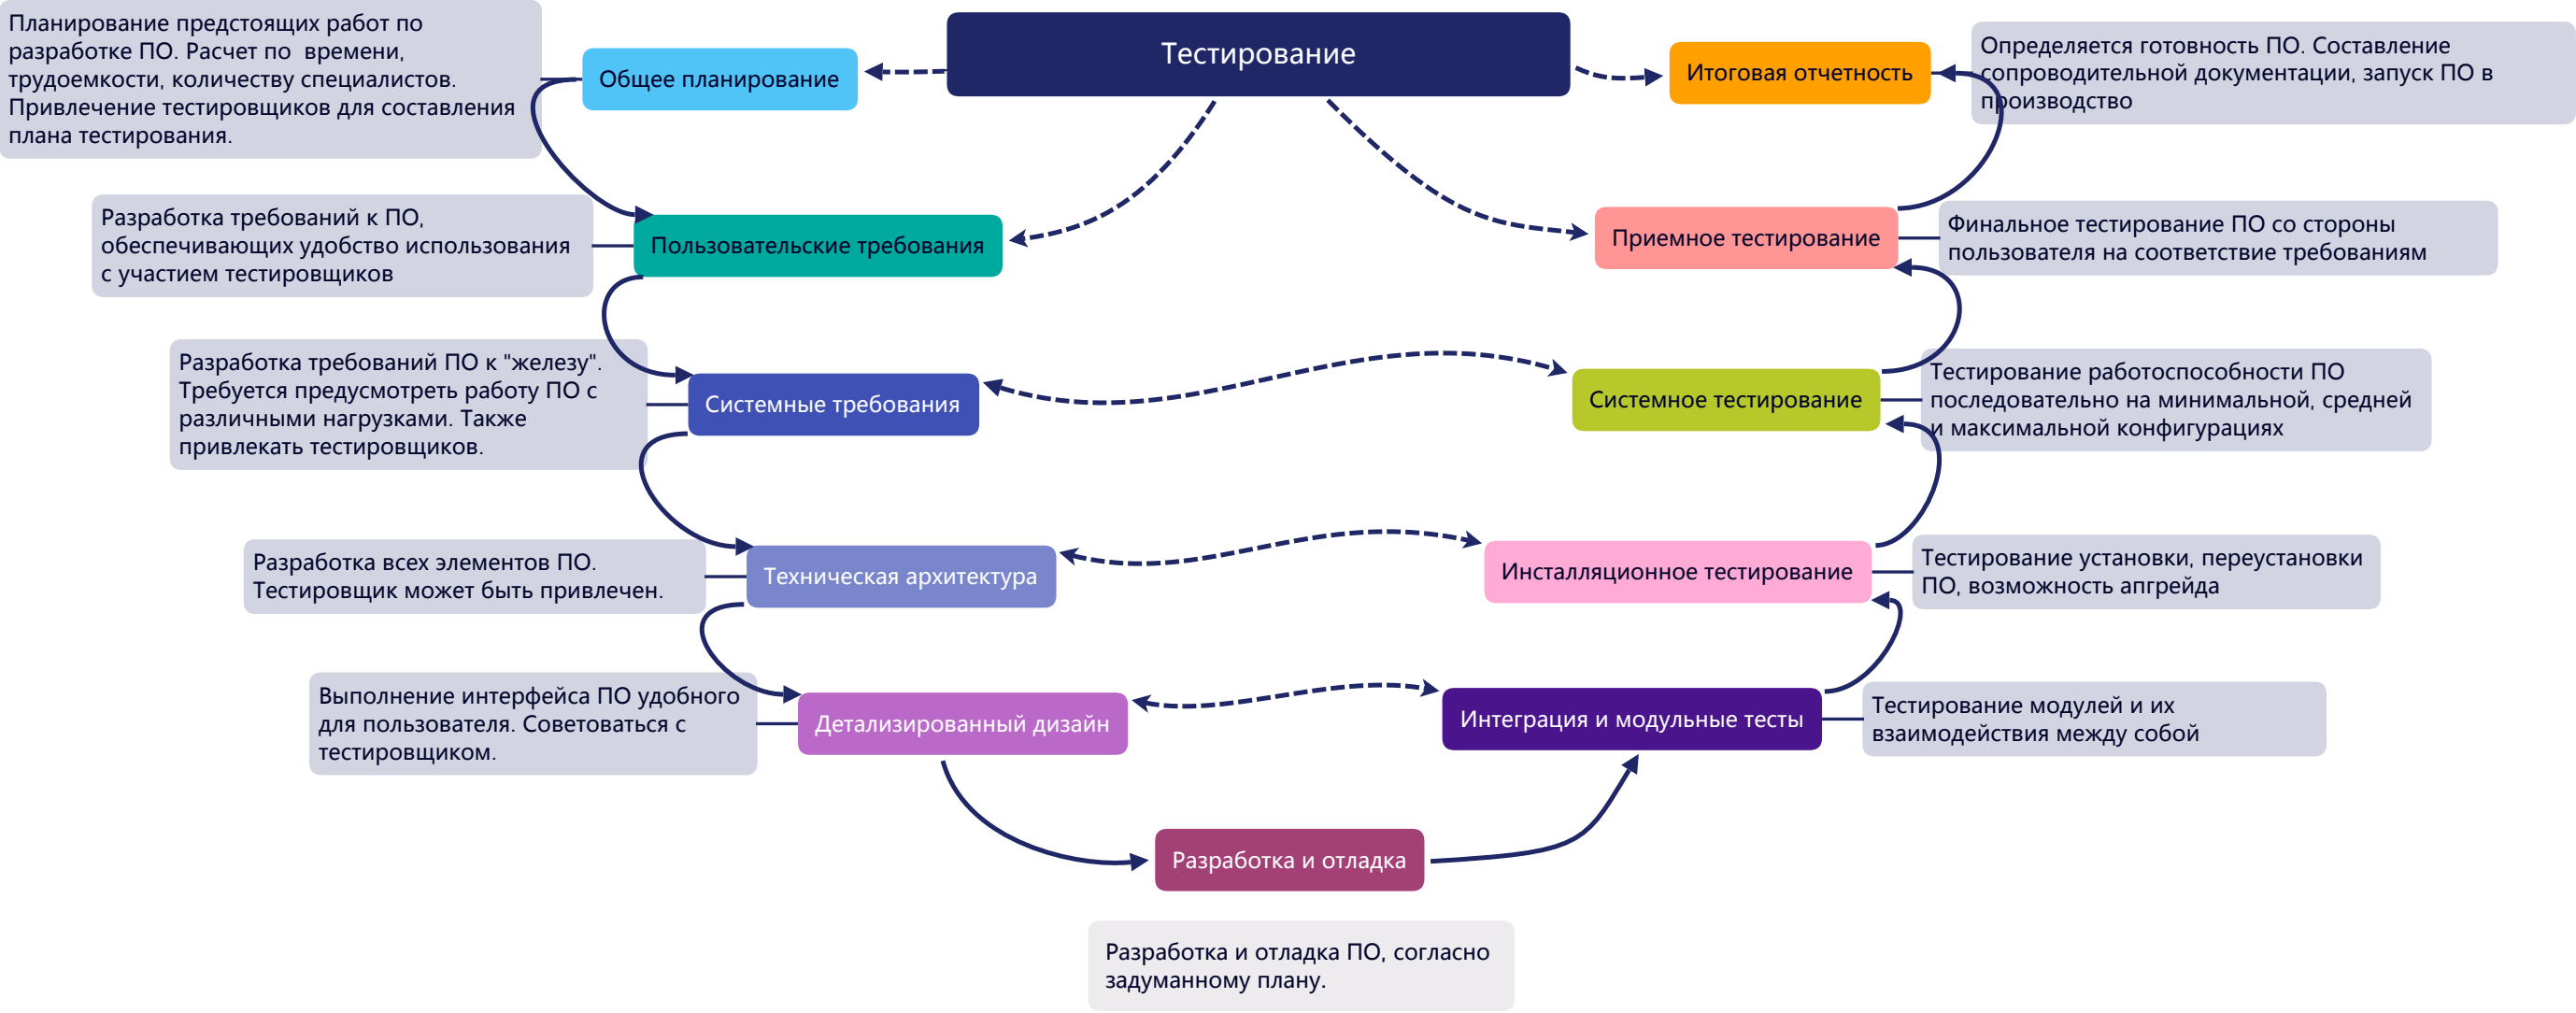 Тестирование
Планирование предстоящих работ по
разработке ПО. Расчет по  времени,
трудоемкости, количеству специалистов.
Привлечение тестировщиков для составления
плана тестирования.
Общее планирование
Итоговая отчетность
Определяется готовность ПО. Составление
сопроводительной документации, запуск ПО в
производство
Разработка требований к ПО,
обеспечивающих удобство использования
с участием тестировщиков
Пользовательские требования
Приемное тестирование
Финальное тестирование ПО со стороны
пользователя на соответствие требованиям
Разработка требований ПО к "железу".
Требуется предусмотреть работу ПО с
различными нагрузками. Также
привлекать тестировщиков.
Системные требования
Системное тестирование
Тестирование работоспособности ПО
последовательно на минимальной, средней
и максимальной конфигурациях
Разработка всех элементов ПО.
Тестировщик может быть привлечен.
Техническая архитектура
Инсталляционное тестирование
Тестирование установки, переустановки
ПО, возможность апгрейда
Выполнение интерфейса ПО удобного
для пользователя. Советоваться с
тестировщиком.
Детализированный дизайн
Интеграция и модульные тесты
Тестирование модулей и их
взаимодействия между собой
Разработка и отладка
Разработка и отладка ПО, согласно
задуманному плану.